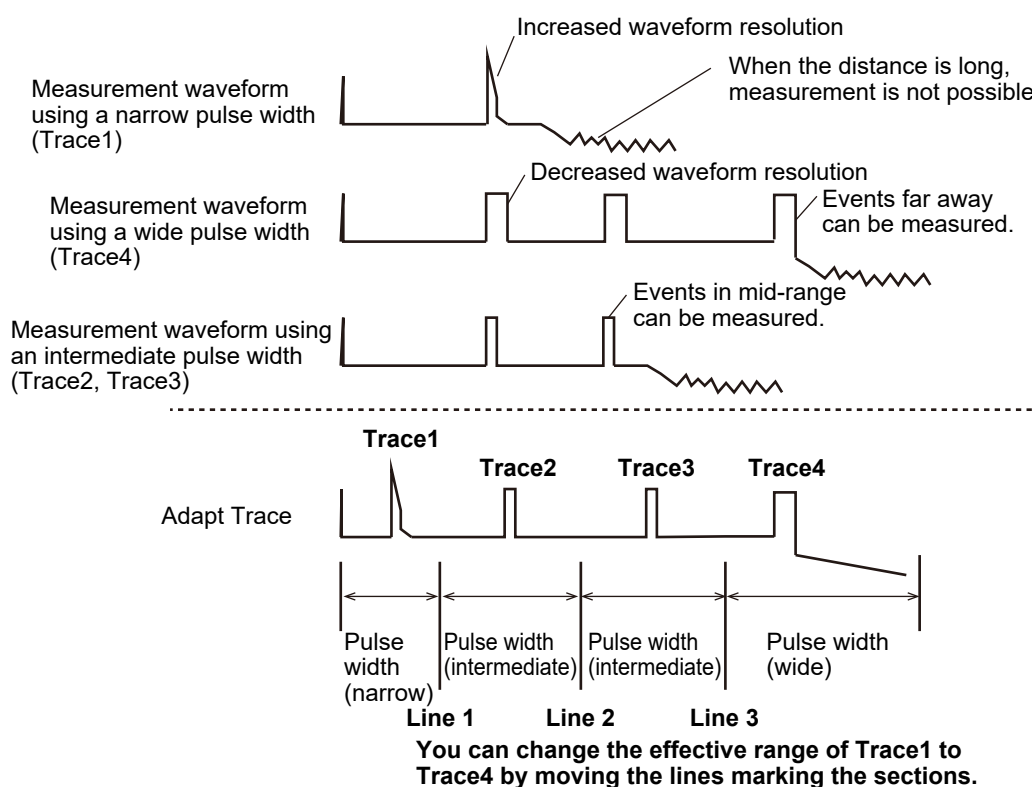 Increased waveform resolution
Measurement waveform
using a narrow pulse width
(Trace1)
When the distance is long,
measurement is not possible
Decreased waveform resolution
Measurement waveform
using a wide pulse width
(Trace4)
Events far away
can be measured.
Events in mid-range
can be measured.
Measurement waveform using
an intermediate pulse width
(Trace2, Trace3)
Trace1
Trace2
Trace3
Trace4
Adapt Trace
Pulse
width
(narrow)
Pulse width
(intermediate)
Pulse width
(intermediate)
Pulse width
(wide)
Line 1
Line 2
Line 3
You can change the effective range of Trace1 to
Trace4 by moving the lines marking the sections.